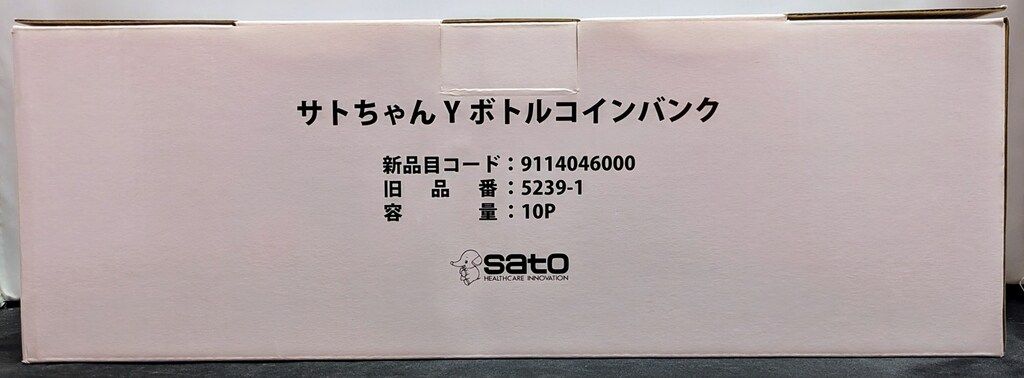 サトちゃん Y ボトルコインバンク
新品目コード：9114046000
旧品番：5239-1
容量：10P
sato
HEALTHCARE INNOVATION